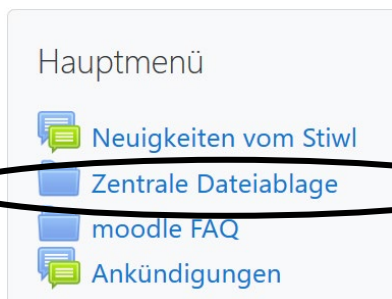 Hauptmenü
Neuigkeiten vom Stiwl
Zentrale Dateiablage
moodle FAQ
Ankündigungen